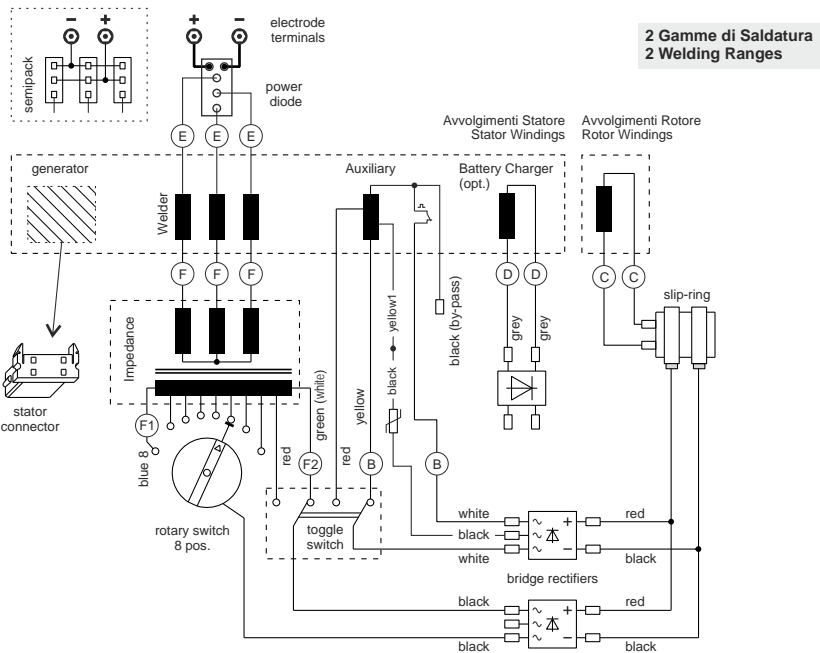 2 Gamme di Saldatura
2 Welding Ranges
semipack
− +
+ −
electrode
terminals
power
diode
E E E
Avvolgimenti Statore
Stator Windings
Avvolgimenti Rotore
Rotor Windings
generator
Welder
Auxiliary
Battery Charger
(opt.)
F F F
D D
C C
slip-ring
yellow1
black (by-pass)
grey
grey
Impedance
stator
connector
black
green (white)
yellow
F1
blue 8
red
F2
red
B
B
rotary switch
8 pos.
toggle
switch
white
black
white
∼ +
∼
∼ −
red
black
bridge rectifiers
black
black
∼ +
∼
∼ −
red
black